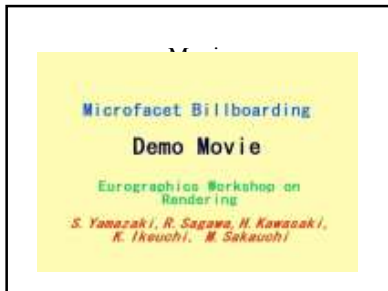 Microfacet Billboarding
Demo Movie
Eurographics Workshop on
Rendering
S. Yamazaki, R. Sagawa, H. Kawasaki,
K. Ikeuchi, M. Sakauchi